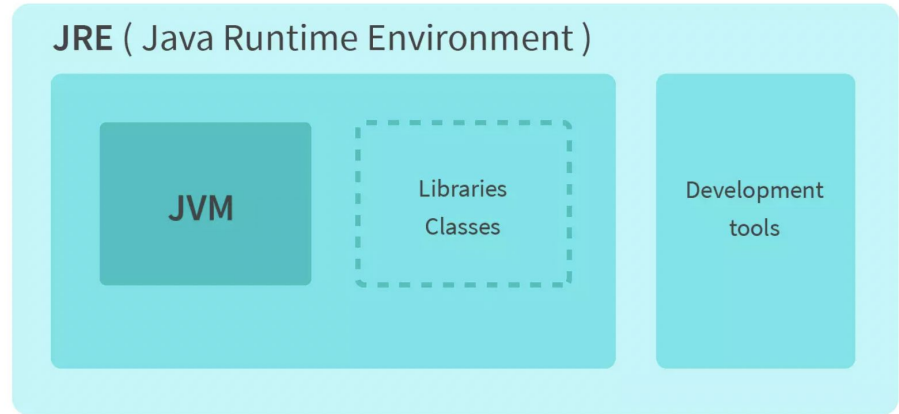 JRE ( Java Runtime Environment )
JVM
Libraries
Classes
Development
tools